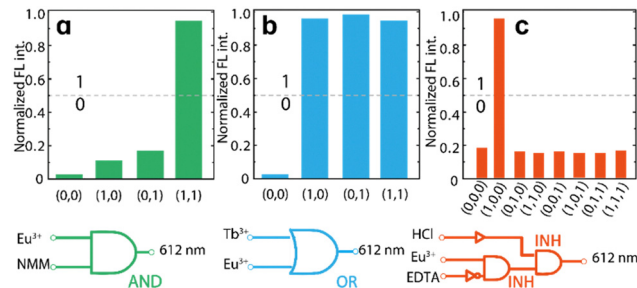 a
Normalized FL int.
1.0
0.8
0.6
0.4
0.2
0
1
0
(0,0) (1,0) (0,1) (1,1)
Eu³⁺
NMM
612 nm
AND
b
Normalized FL int.
1.0
0.8
0.6
0.4
0.2
0
1
0
(0,0) (1,0) (0,1) (1,1)
Tb³⁺
Eu³⁺
612 nm
OR
c
Normalized FL int.
1.0
0.8
0.6
0.4
0.2
0
1
0
(0,0,0) (1,0,0) (0,1,0) (1,1,0) (0,0,1) (1,0,1) (0,1,1) (1,1,1)
HCl
Eu³⁺
EDTA
INH
INH
612 nm